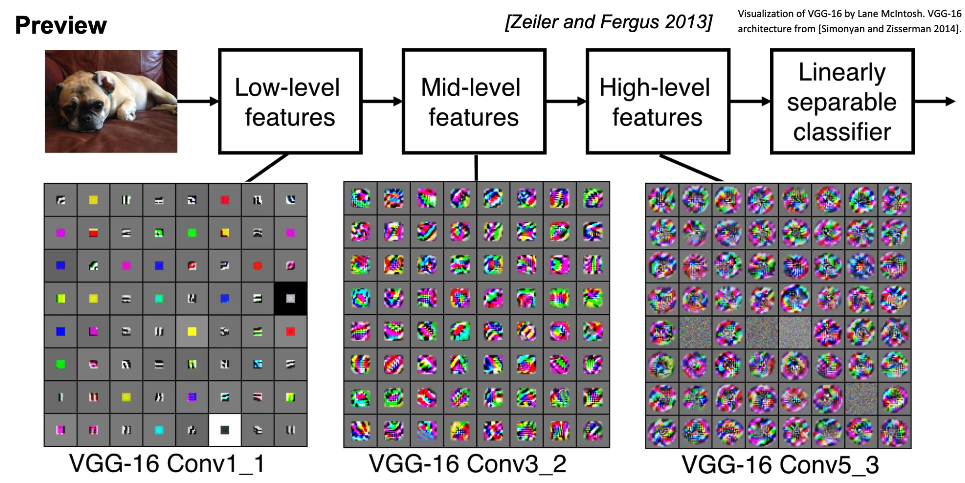 Preview
[Zeiler and Fergus 2013]
Visualization of VGG-16 by Lane McIntosh. VGG-16
architecture from [Simonyan and Zisserman 2014].
Low-level
features
Mid-level
features
High-level
features
Linearly
separable
classifier
VGG-16 Conv1_1
VGG-16 Conv3_2
VGG-16 Conv5_3